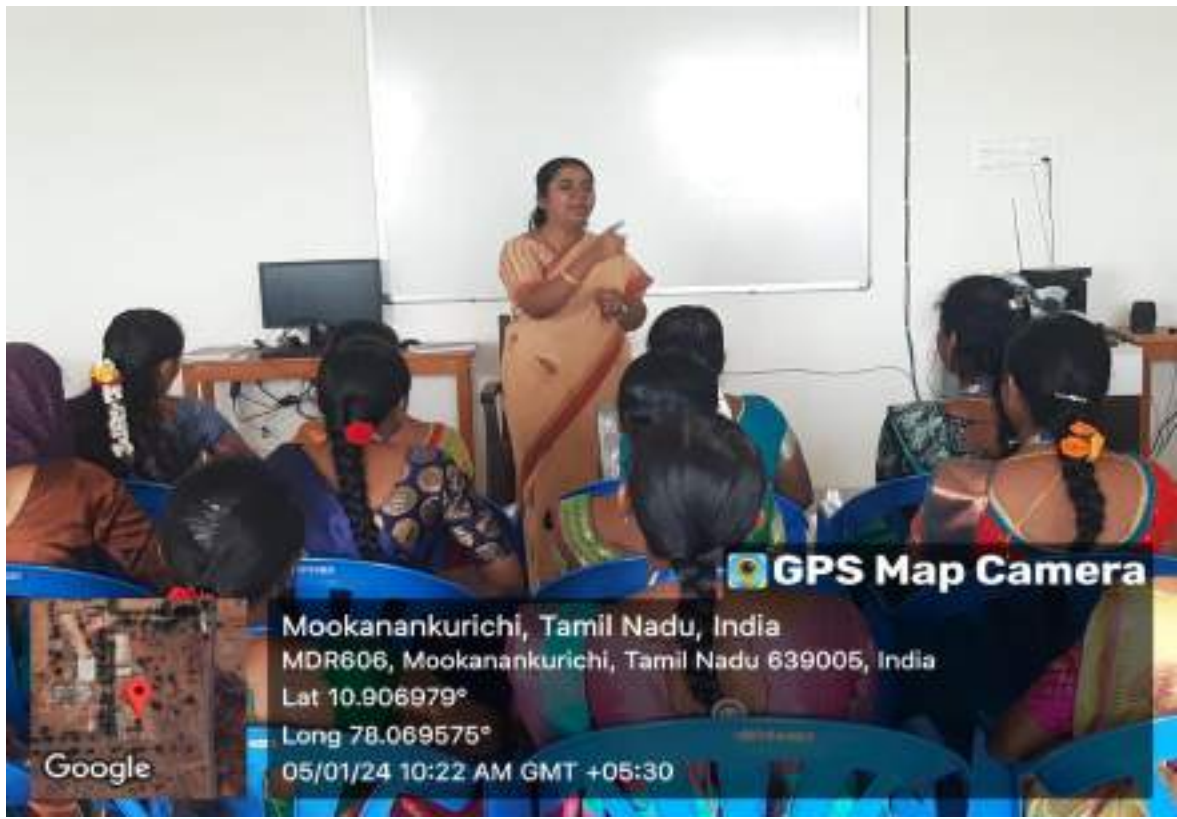 GPS Map Camera
Mookanankurichi, Tamil Nadu, India
MDR606, Mookanankurichi, Tamil Nadu 639005, India
Lat 10.906979°
Long 78.069575°
05/01/24 10:22 AM GMT +05:30
Google